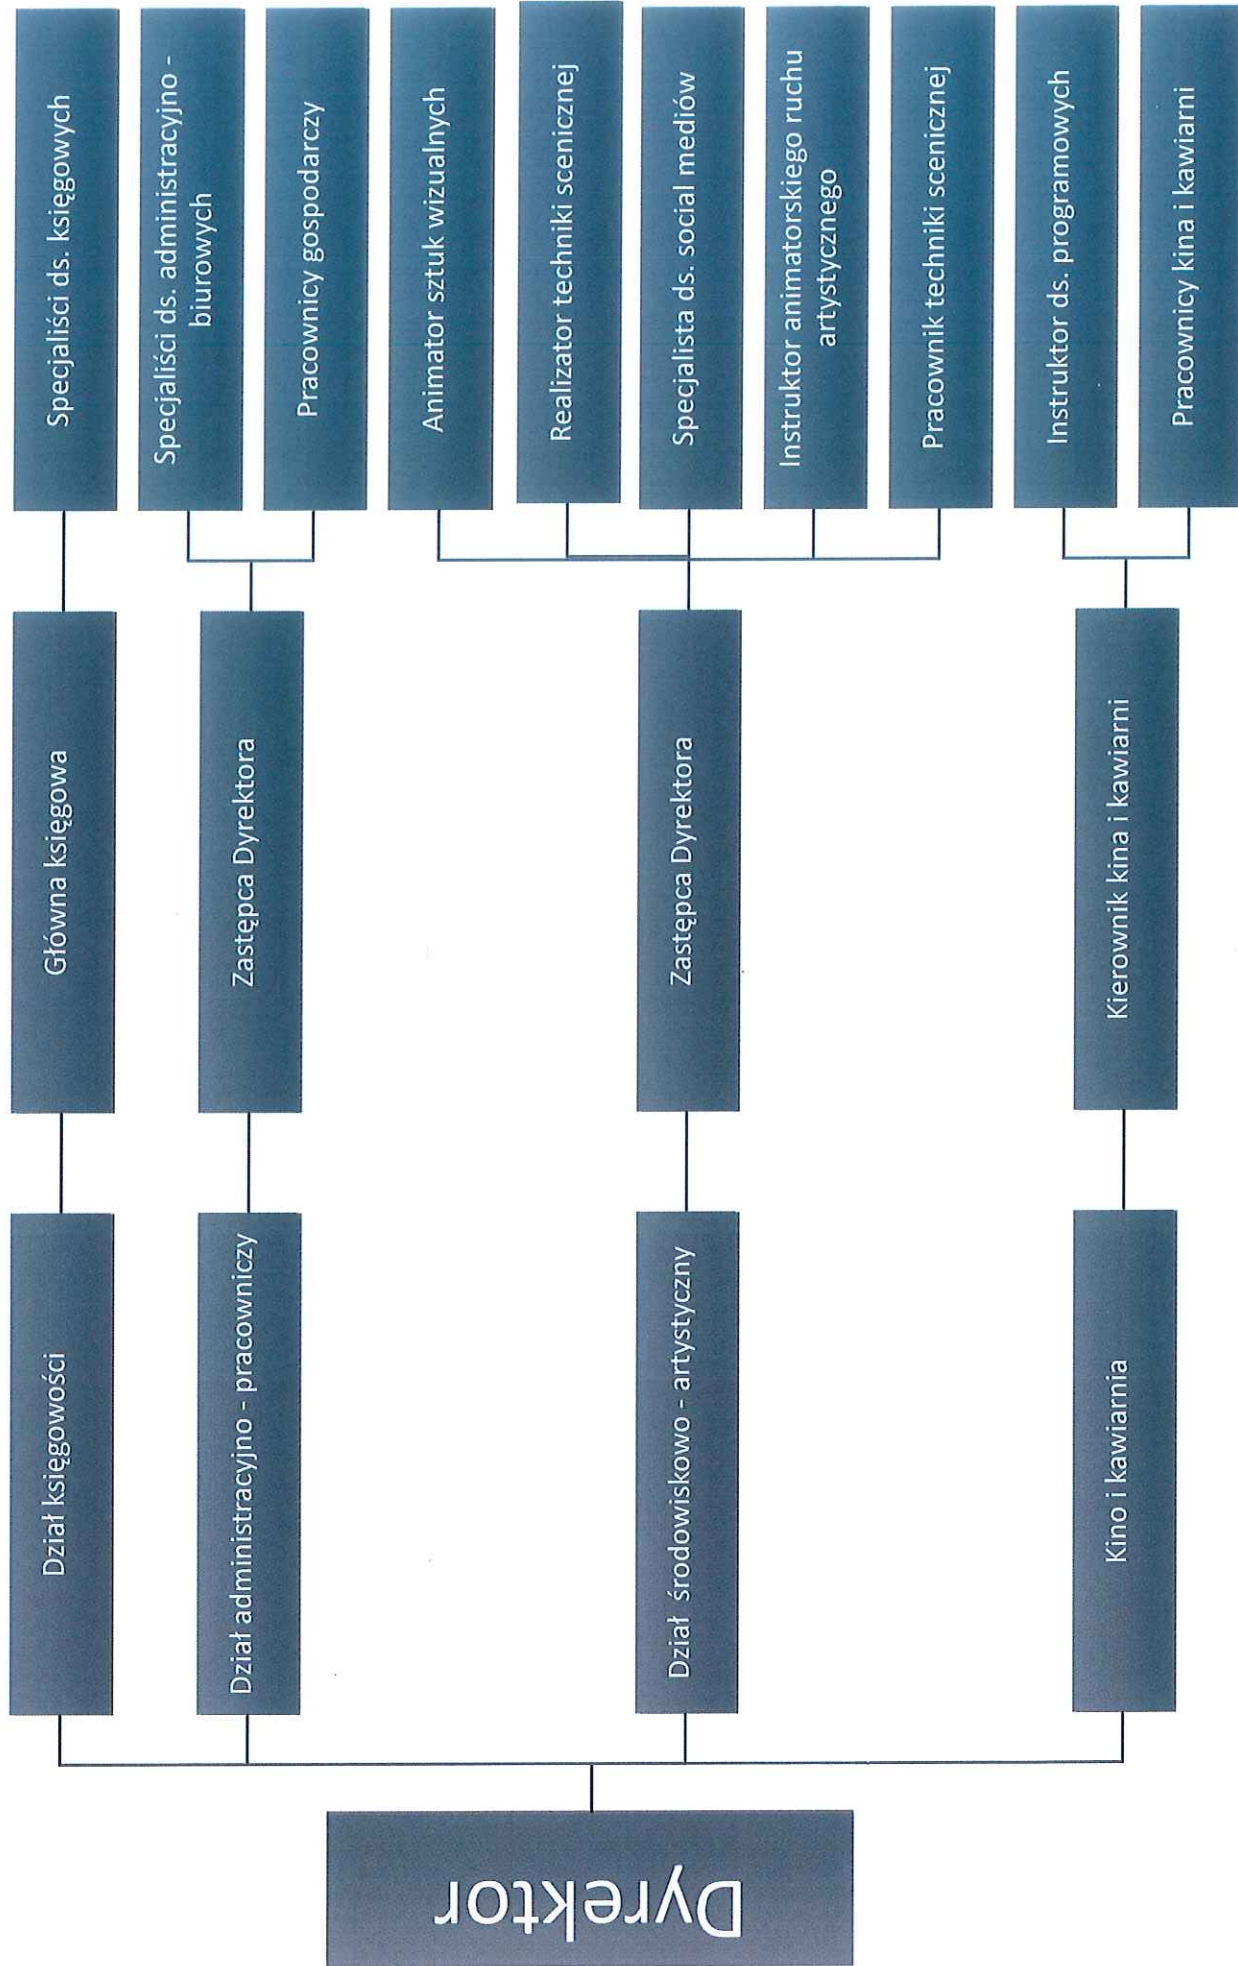 Dyrektor
Dział księgowości
Główna księgowa
Specjaliści ds. księgowych
Dział administracyjno - pracowniczy
Zastępca Dyrektora
Specjaliści ds. administracyjno -
biurowych
Pracownicy gospodarczy
Dział środowiskowo - artystyczny
Zastępca Dyrektora
Animator sztuk wizualnych
Realizator techniki scenicznej
Specjalista ds. social mediów
Instruktor animatorskiego ruchu
artystycznego
Pracownik techniki scenicznej
Kino i kawiarnia
Kierownik kina i kawiarni
Instruktor ds. programowych
Pracownicy kina i kawiarni